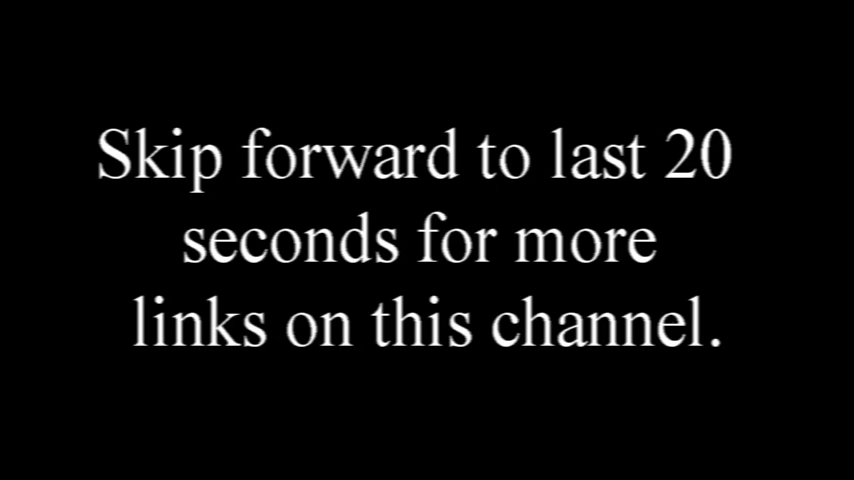 Skip forward to last 20
seconds for more
links on this channel.